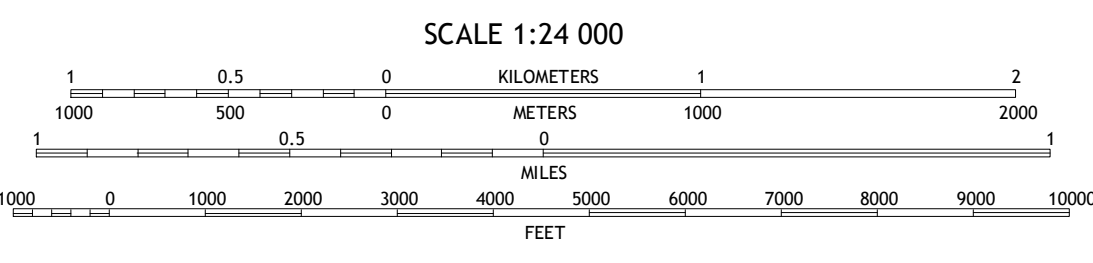 SCALE 1:24 000
1 0.5 0 KILOMETERS 1 2
1000 500 0 METERS 1000 2000
1 0.5 0 1
MILES
1000 0 1000 2000 3000 4000 5000 6000 7000 8000 9000 10000
FEET